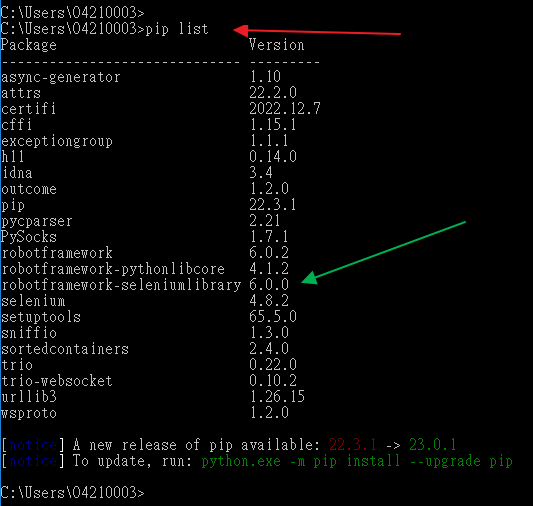 C:\Users\04210003>
C:\Users\04210003>pip list
Package Version
---------------------------- ----------
async-generator 1.10
attrs 22.2.0
certifi 2022.12.7
cffi 1.15.1
exceptiongroup 1.1.1
h11 0.14.0
idna 3.4
outcome 1.2.0
pip 22.3.1
pycparser 2.21
PySocks 1.7.1
robotframework 6.0.2
robotframework-pythonlibcore 4.1.2
robotframework-seleniumlibrary 6.0.0
selenium 4.8.2
setuptools 65.5.0
sniffio 1.3.0
sortedcontainers 2.4.0
trio 0.22.0
trio-websocket 0.10.2
urllib3 1.26.15
wsproto 1.2.0
[notice] A new release of pip available: 22.3.1 -> 23.0.1
[notice] To update, run: python.exe -m pip install --upgrade pip
C:\Users\04210003>